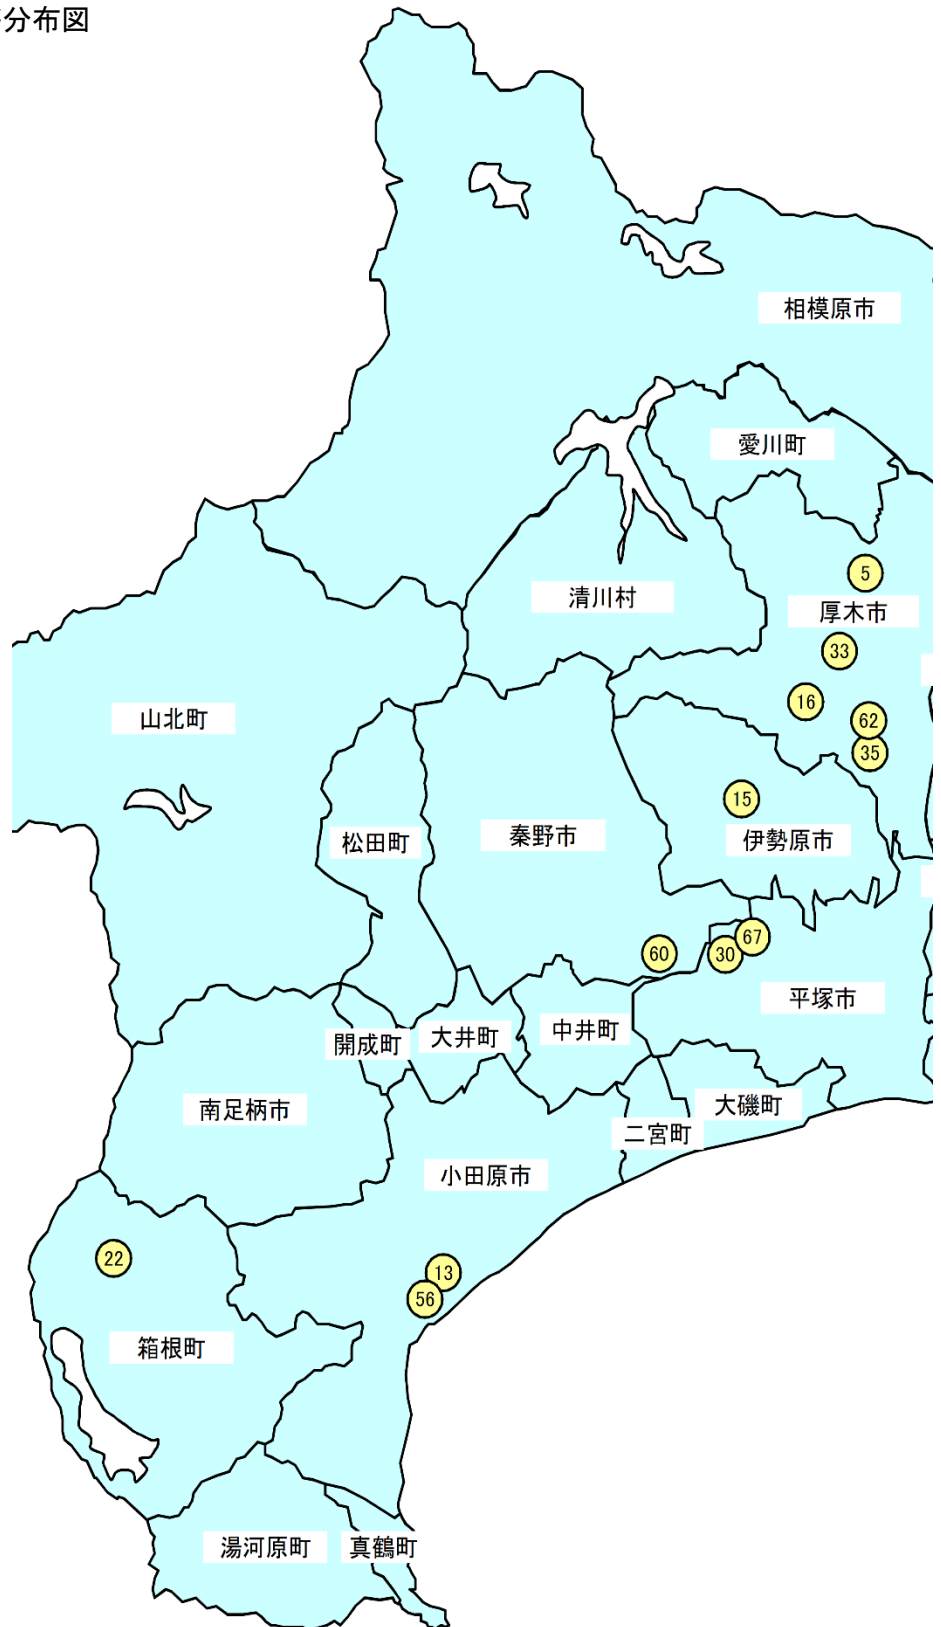 分布図
相模原市
愛川町
5
清川村
厚木市
33
16
山北町
62
35
15
松田町
秦野市
伊勢原市
67
60
30
平塚市
開成町
大井町
中井町
南足柄市
大磯町
二宮町
小田原市
22
13
56
箱根町
湯河原町
真鶴町